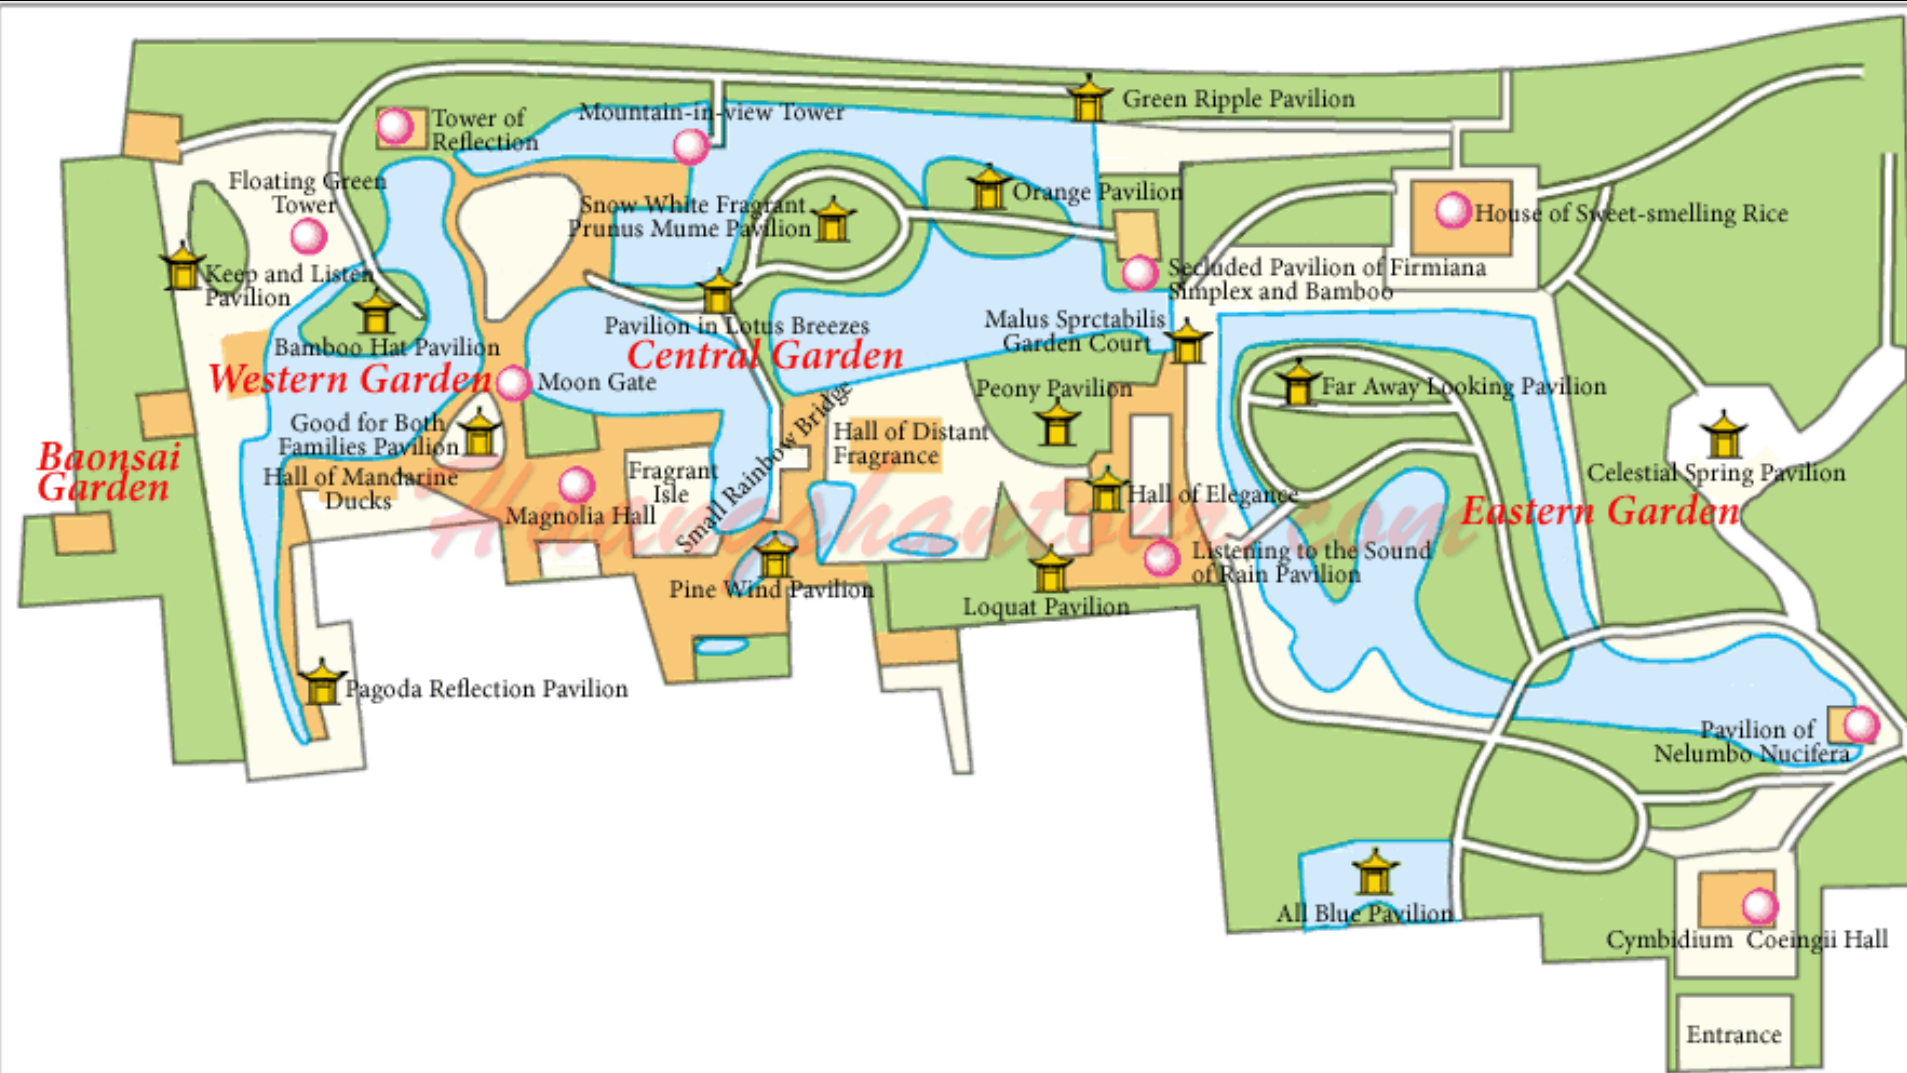 Green Ripple Pavilion
Mountain-in-view Tower
Tower of
Reflection
Floating Green
Tower
Snow White Fragrant
Prunus Mume Pavilion
Orange Pavilion
House of Sweet-smelling Rice
Keep and Listen
Pavilion
Secluded Pavilion of Firmiana
Simplex and Bamboo
Pavilion in Lotus Breezes
Malus Sprctabilis
Garden Court
Bamboo Hat Pavilion
Central Garden
Western Garden
Moon Gate
Peony Pavilion
Far Away Looking Pavilion
Good for Both
Families Pavilion
Small Rainbow Bridge
Hall of Distant
Fragrance
Baonsai
Garden
Hall of Mandarine
Ducks
Fragrant
Isle
Celestial Spring Pavilion
Magnolia Hall
Hall of Elegance
Eastern Garden
Huangshantour.com
Listening to the Sound
of Rain Pavilion
Pine Wind Pavilion
Loquat Pavilion
Pagoda Reflection Pavilion
Pavilion of
Nelumbo Nucifera
All Blue Pavilion
Cymbidium Coeingii Hall
Entrance